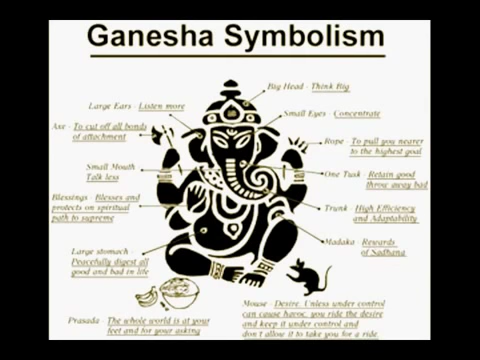 Ganesha Symbolism
Big Head - Think Big
Large Ears - Listen more
Small Eyes - Concentrate
Axe - To cut off all bonds
of attachment
Rope - To pull you nearer
to the highest goal
Small Mouth -
Talk less
One Tusk - Retain good
throw away bad
Blessings - Blesses and
protects on spiritual
path to supreme
Trunk - High Efficiency
and Adaptability
Madaka - Rewards
of Sadhana
Large stomach -
Peacefully digest all
good and bad in life
Mouse - Desire. Unless under control
can cause havoc. you ride the desire
and keep it under control and
don't allow it to take you for a ride
Prasada - The whole world is at your
feet and for your asking